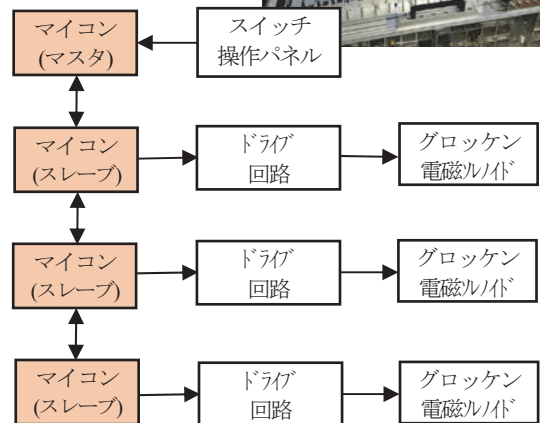 マイコン
(マスタ)
スイッチ
操作パネル
マイコン
(スレーブ)
ドライブ
回路
グロッケン
電磁ソレノイド
マイコン
(スレーブ)
ドライブ
回路
グロッケン
電磁ソレノイド
マイコン
(スレーブ)
ドライブ
回路
グロッケン
電磁ソレノイド